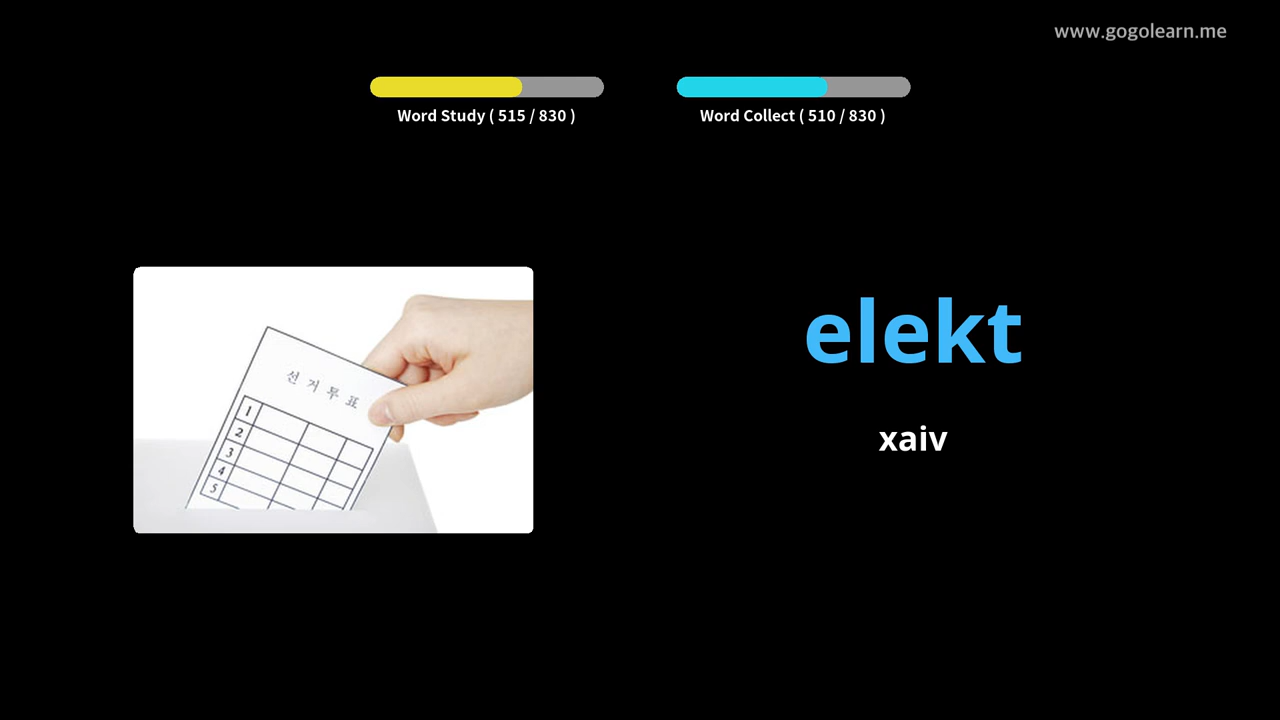 www.gogolearn.me
Word Study ( 515 / 830 )
Word Collect ( 510 / 830 )
선거투표
1
2
3
4
5
elekt
xaiv